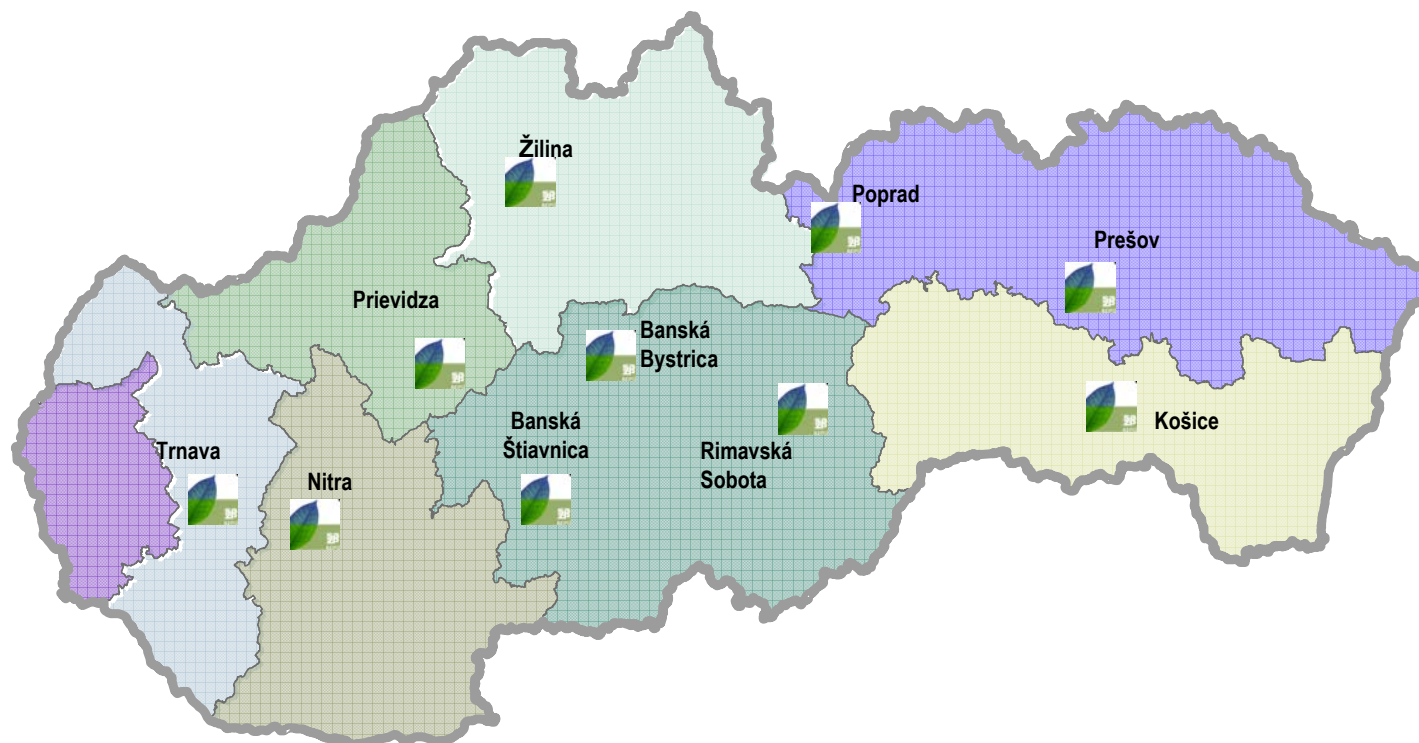 Žilina
Poprad
Prešov
Prievidza
Banská
Bystrica
Banská
Štiavnica
Rimavská
Sobota
Košice
Trnava
Nitra